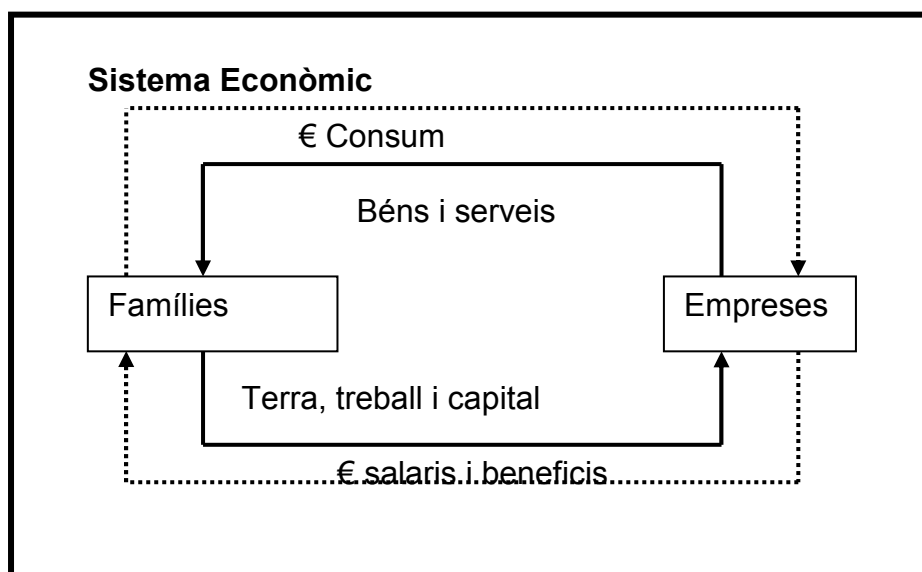 Sistema Econòmic
€ Consum
Béns i serveis
Famílies
Empreses
Terra, treball i capital
€ salaris i beneficis